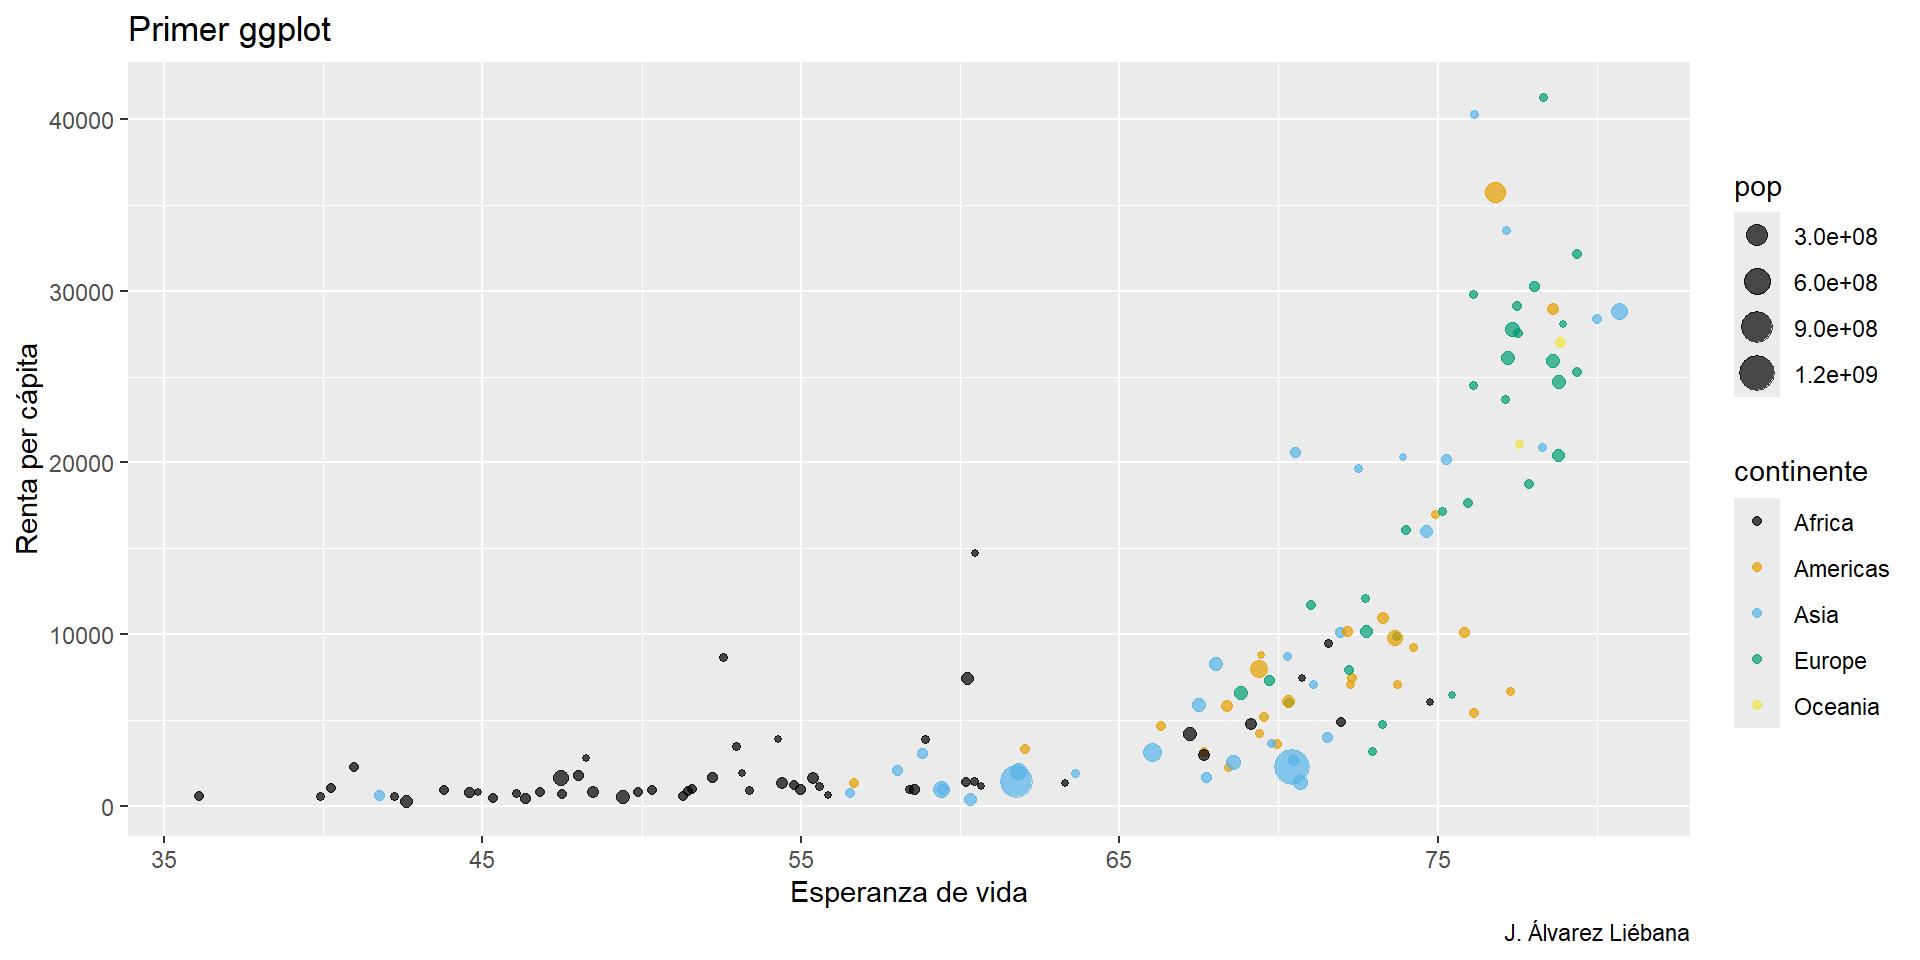 Primer ggplot
40000
30000
20000
10000
0
Renta per cápita
35 45 55 65 75
Esperanza de vida
J. Álvarez Liébana
pop
3.0e+08
6.0e+08
9.0e+08
1.2e+09
continente
Africa
Americas
Asia
Europe
Oceania